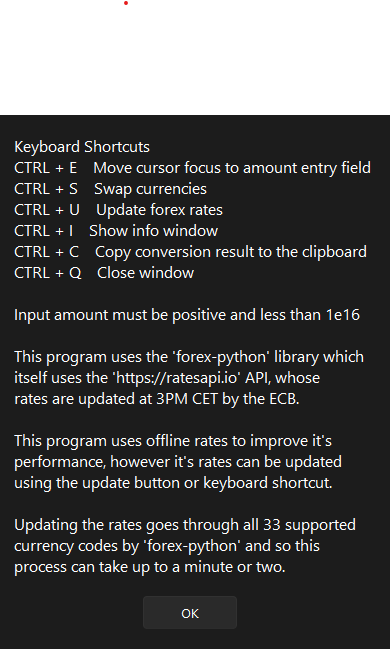 Keyboard Shortcuts
CTRL + E Move cursor focus to amount entry field
CTRL + S Swap currencies
CTRL + U Update forex rates
CTRL + I Show info window
CTRL + C Copy conversion result to the clipboard
CTRL + Q Close window
Input amount must be positive and less than 1e16
This program uses the 'forex-python' library which
itself uses the 'https://ratesapi.io' API, whose
rates are updated at 3PM CET by the ECB.
This program uses offline rates to improve it's
performance, however it's rates can be updated
using the update button or keyboard shortcut.
Updating the rates goes through all 33 supported
currency codes by 'forex-python' and so this
process can take up to a minute or two.
OK